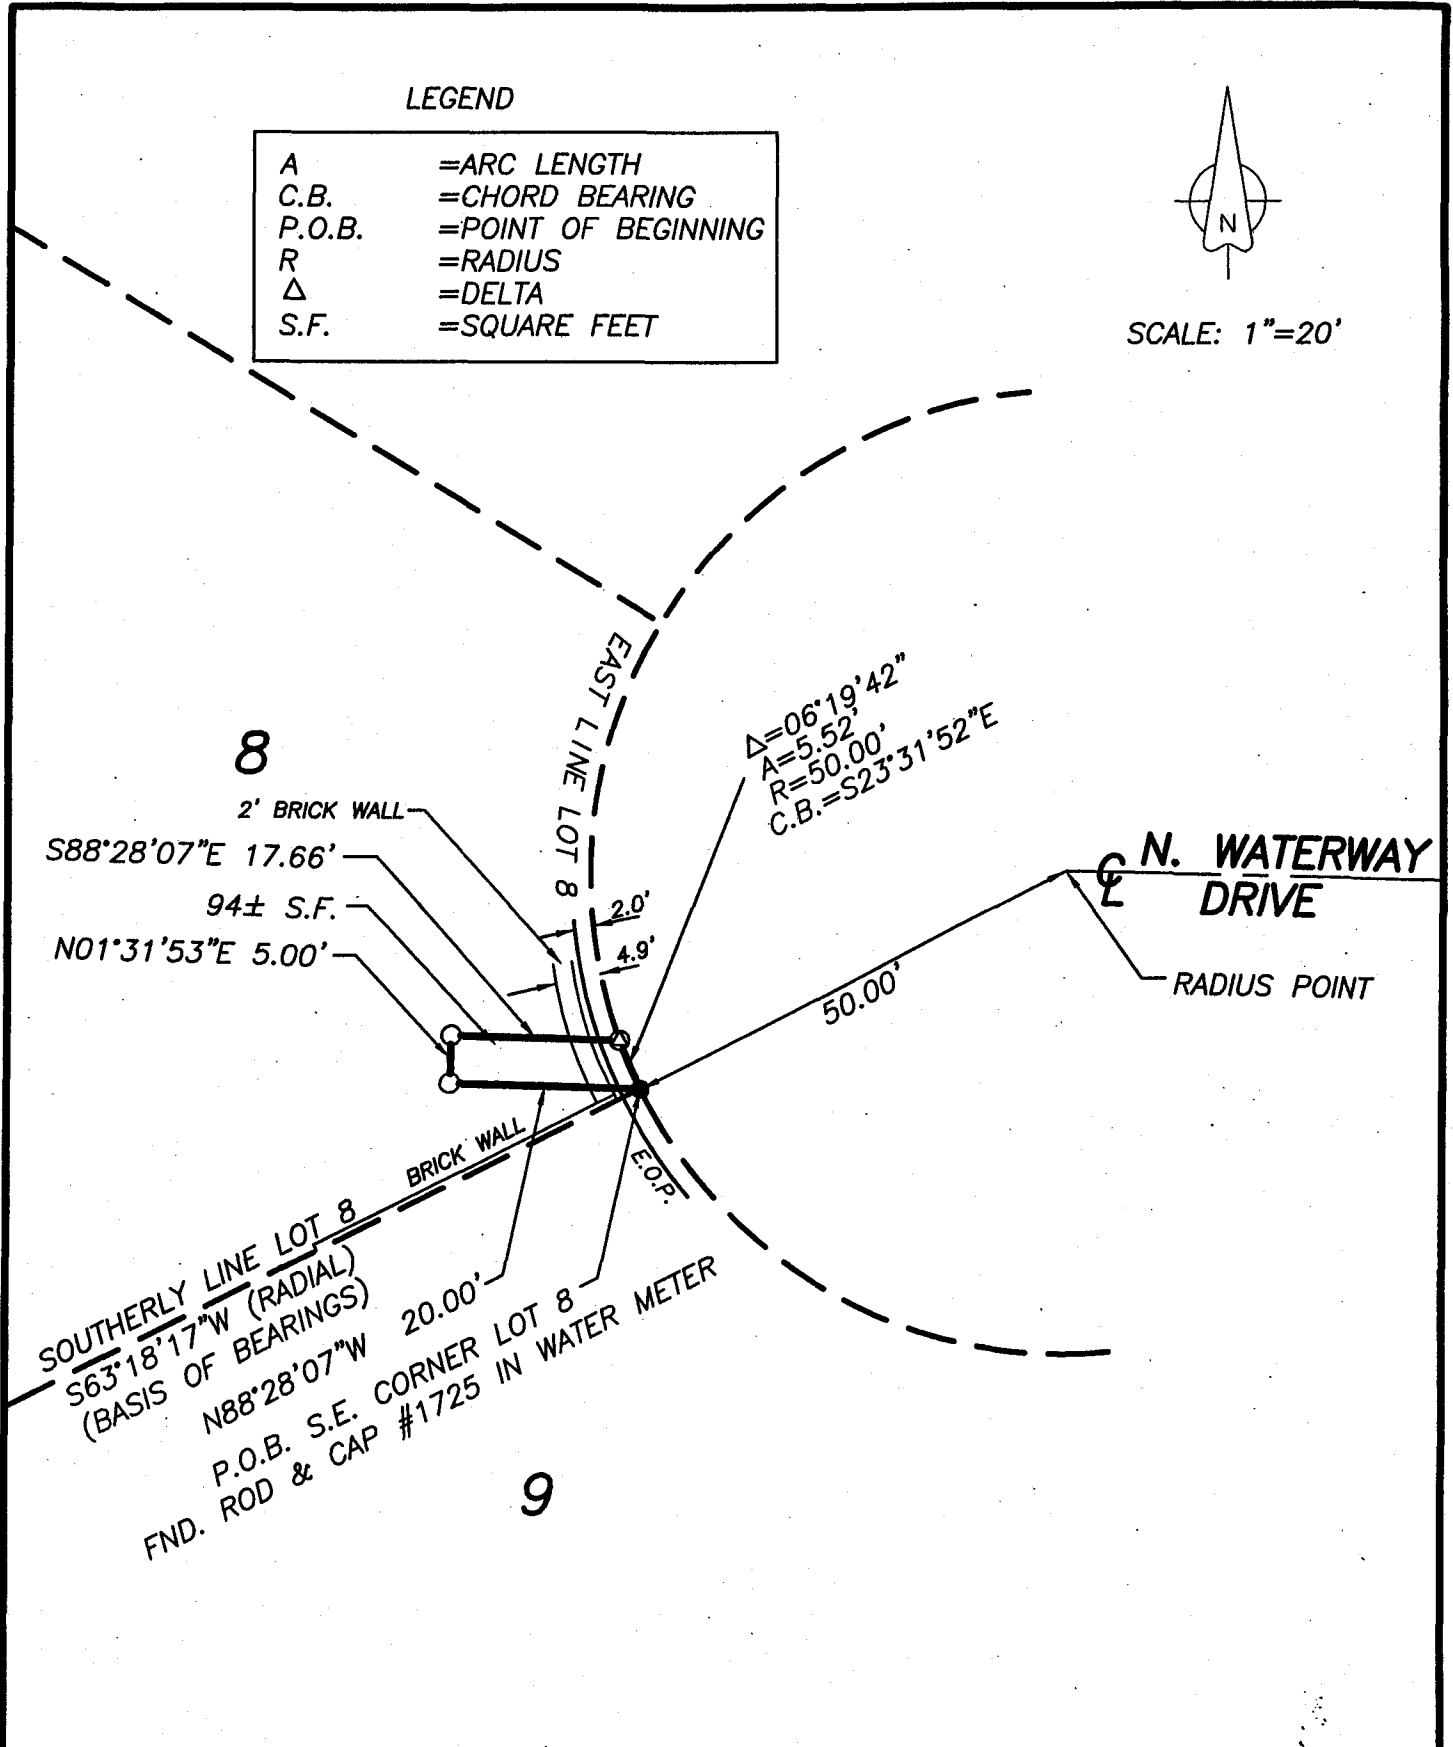 LEGEND
A =ARC LENGTH
C.B. =CHORD BEARING
P.O.B. =POINT OF BEGINNING
R =RADIUS
△ =DELTA
S.F. =SQUARE FEET
N
SCALE: 1"=20'
EAST LINE LOT 8
△=06°19'42"
A=5.52'
R=50.00'
C.B.=S23°31'52"E
8
2' BRICK WALL
S88°28'07"E 17.66'
94± S.F.
N01°31'53"E 5.00'
2.0'
4.9'
℄ N. WATERWAY
DRIVE
RADIUS POINT
50.00'
BRICK WALL
E.O.P.
SOUTHERLY LINE LOT 8
S63°18'17"W (RADIAL)
(BASIS OF BEARINGS)
N88°28'07"W 20.00'
P.O.B. S.E. CORNER LOT 8
FND. ROD & CAP #1725 IN WATER METER
9